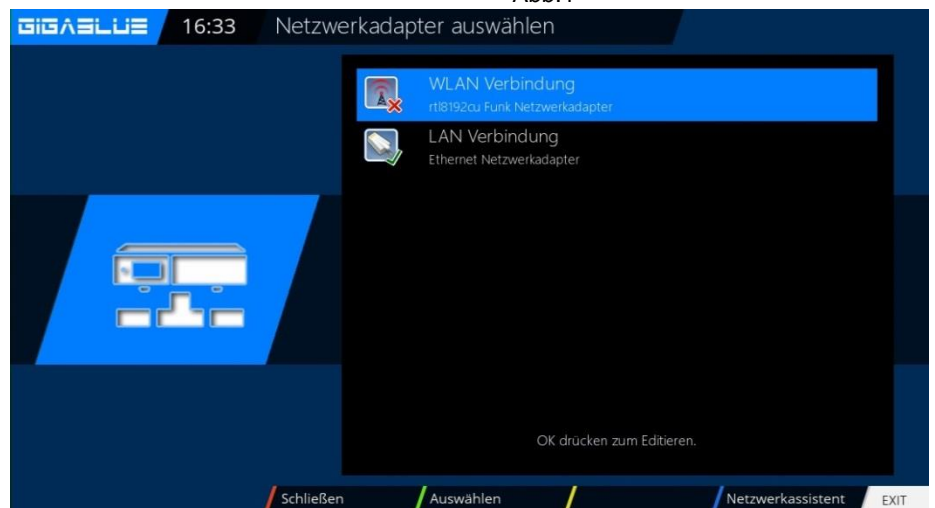 GIGABLUE 16:33 Netzwerkadapter auswählen
WLAN Verbindung
rtl8192cu Funk Netzwerkadapter
LAN Verbindung
Ethernet Netzwerkadapter
OK drücken zum Editieren.
Schließen Auswählen Netzwerkassistent EXIT